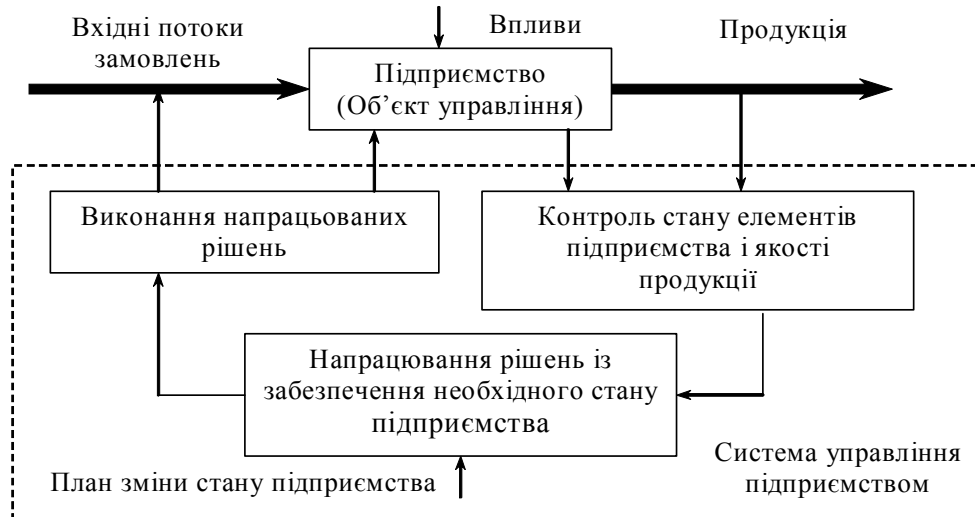 Вхідні потоки
замовлень
Впливи
Продукція
Підприємство
(Об’єкт управління)
Виконання напрацьованих
рішень
Контроль стану елементів
підприємства і якості
продукції
Напрацювання рішень із
забезпечення необхідного стану
підприємства
План зміни стану підприємства
Система управління
підприємством